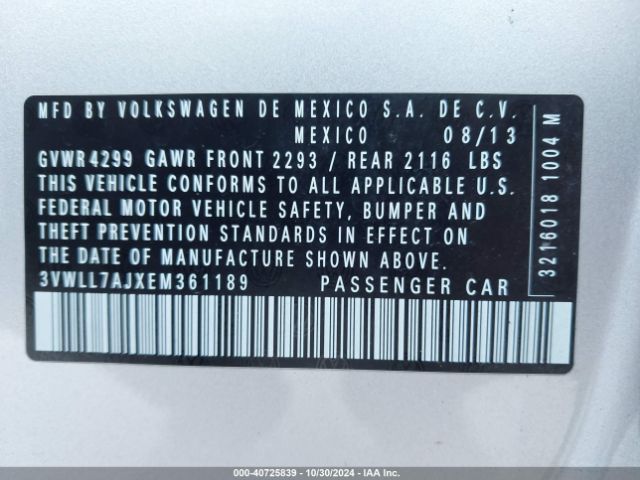 MFD BY VOLKSWAGEN DE MEXICO S.A. DE C.V.
MEXICO 08/13
GVWR 4299 GAWR FRONT 2293 / REAR 2116 LBS
THIS VEHICLE CONFORMS TO ALL APPLICABLE U.S.
FEDERAL MOTOR VEHICLE SAFETY, BUMPER AND
THEFT PREVENTION STANDARDS IN EFFECT ON
THE DATE OF MANUFACTURE SHOWN ABOVE.
3VWLL7AJXEM361189 PASSENGER CAR
3216018 1004 M
000-40725839 - 10/30/2024 - IAA Inc.